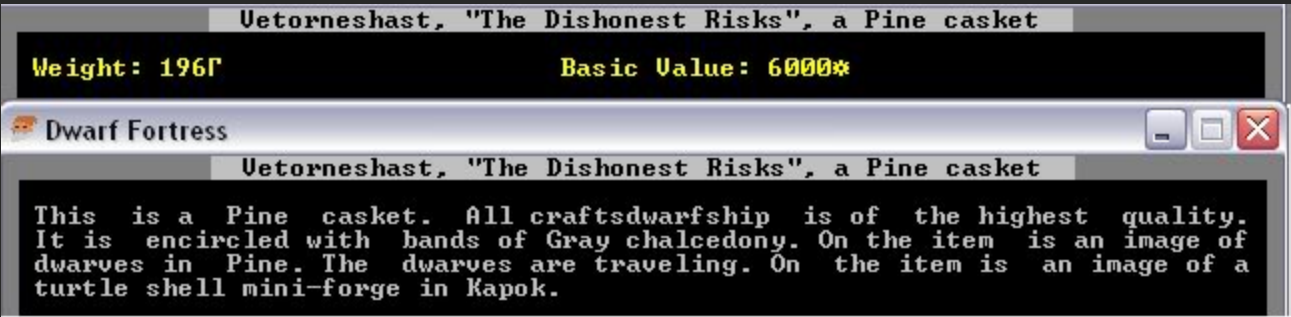 Vetorneshast, "The Dishonest Risks", a Pine casket
Weight: 196Γ Basic Value: 6000☼
Dwarf Fortress
Vetorneshast, "The Dishonest Risks", a Pine casket
This is a Pine casket. All craftsdwarfship is of the highest quality.
It is encircled with bands of Gray chalcedony. On the item is an image of
dwarves in Pine. The dwarves are traveling. On the item is an image of a
turtle shell mini-forge in Kapok.